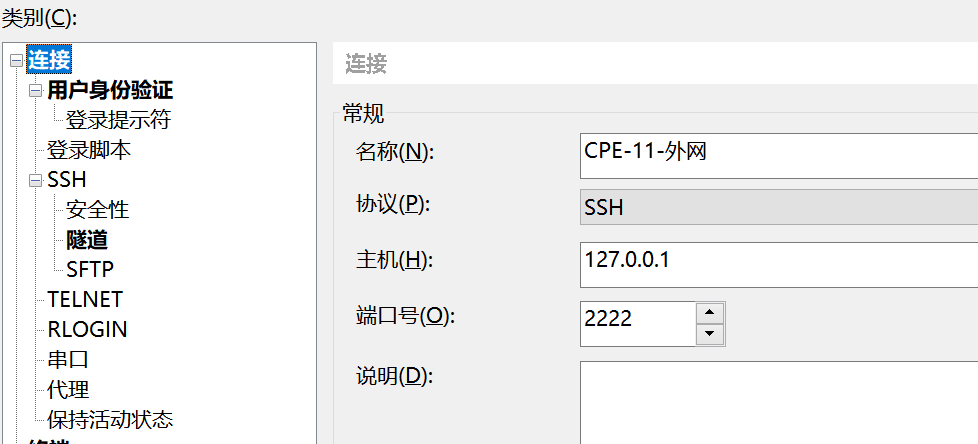 类别(C):
连接
用户身份验证
登录提示符
登录脚本
SSH
安全性
隧道
SFTP
TELNET
RLOGIN
串口
代理
保持活动状态
连接
常规
名称(N):
CPE-11-外网
协议(P):
SSH
主机(H):
127.0.0.1
端口号(O):
2222
说明(D):